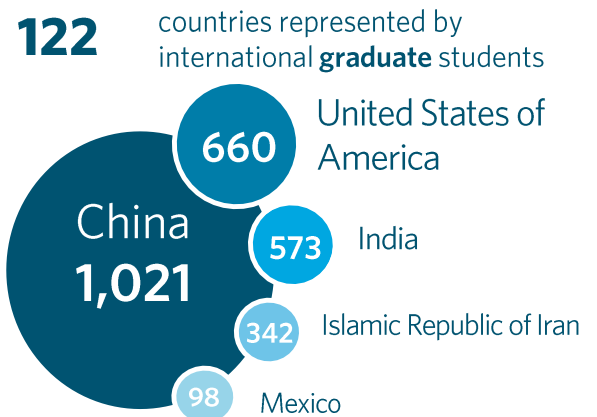 122
countries represented by
international graduate students
660
United States of
America
China
1,021
573
India
342
Islamic Republic of Iran
98
Mexico